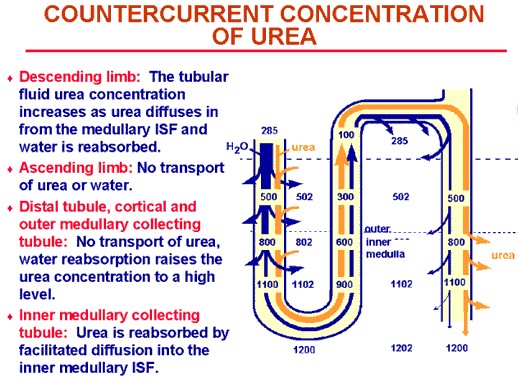 COUNTERCURRENT CONCENTRATION
OF UREA
♦ Descending limb: The tubular
fluid urea concentration
increases as urea diffuses in
from the medullary ISF and
water is reabsorbed.
♦ Ascending limb: No transport
of urea or water.
♦ Distal tubule, cortical and
outer medullary collecting
tubule: No transport of urea,
water reabsorption raises the
urea concentration to a high
level.
♦ Inner medullary collecting
tubule: Urea is reabsorbed by
facilitated diffusion into the
inner medullary ISF.
285 100 285
H₂O urea
500 502 300 502 500
outer
800 802 600 inner 800
medulla urea
1100 1102 900 1102 1100
1200 1202 1200